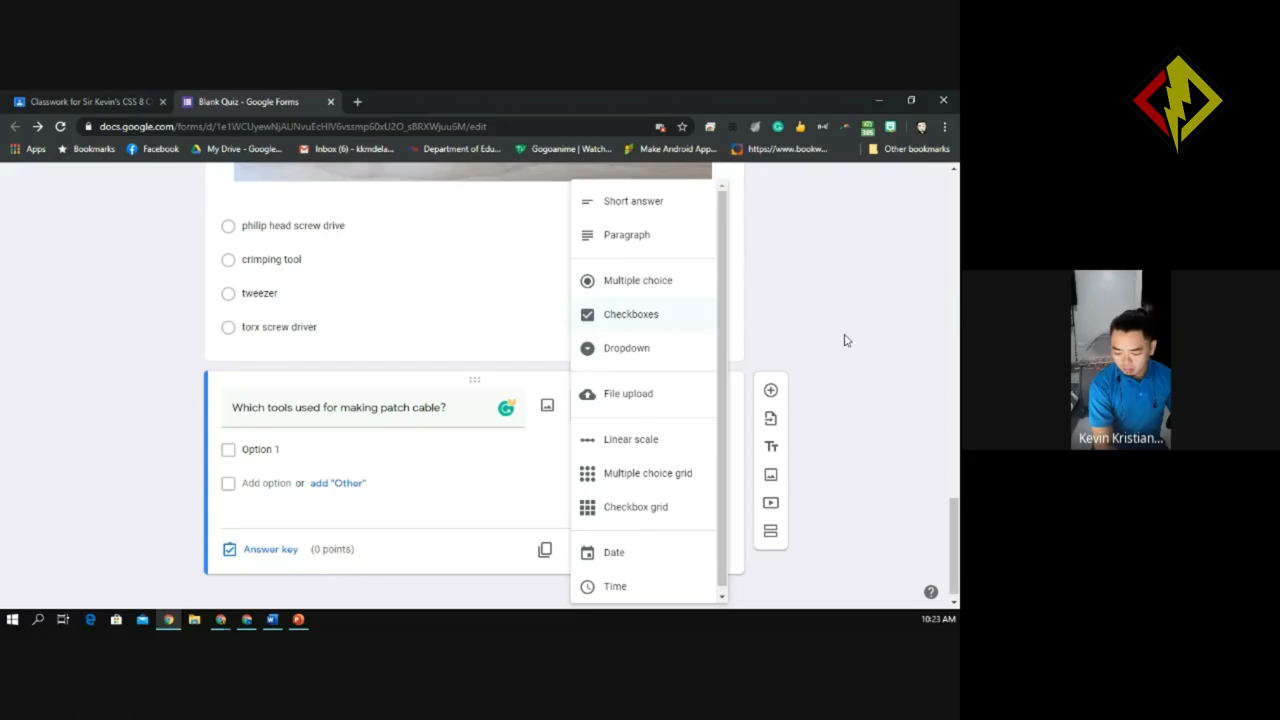 Classwork for Sir Kevin's CSS 8 C
Blank Quiz - Google Forms
docs.google.com/forms/d/1e1WCUyewNjAUNvuEcHlV6vssmp60xU2O_sBRXWjuu6M/edit
Apps
Bookmarks
Facebook
My Drive - Google...
Inbox (6) - kkmdela...
Department of Edu...
Gogoanime | Watch...
Make Android App...
https://www.bookw...
Other bookmarks
philip head screw drive
crimping tool
tweezer
torx screw driver
Short answer
Paragraph
Multiple choice
Checkboxes
Dropdown
File upload
Linear scale
Multiple choice grid
Checkbox grid
Date
Time
Which tools used for making patch cable?
Option 1
Add option or add "Other"
Answer key (0 points)
Tт
Kevin Kristian...
10:23 AM